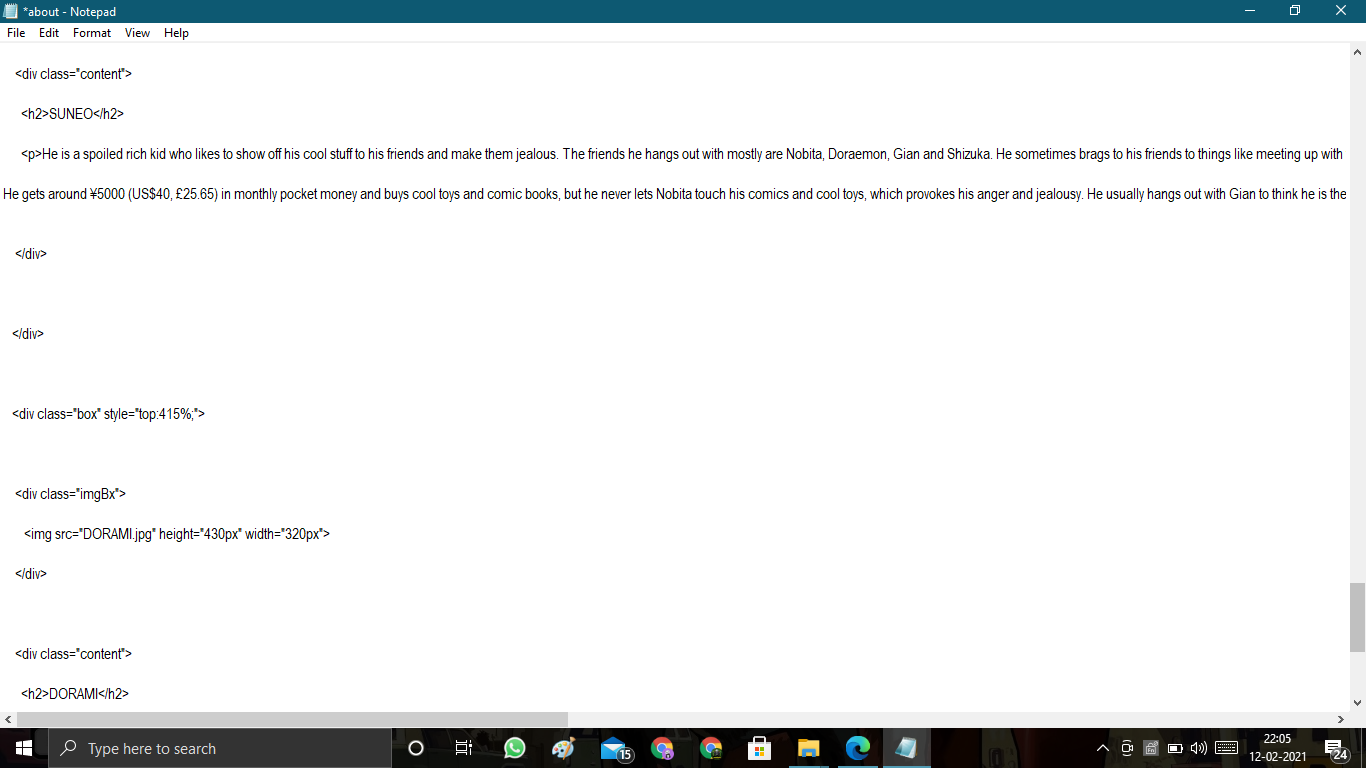 *about - Notepad
File Edit Format View Help
<div class="content">
<h2>SUNEO</h2>
<p>He is a spoiled rich kid who likes to show off his cool stuff to his friends and make them jealous. The friends he hangs out with mostly are Nobita, Doraemon, Gian and Shizuka. He sometimes brags to his friends to things like meeting up with
He gets around ¥5000 (US$40, £25.65) in monthly pocket money and buys cool toys and comic books, but he never lets Nobita touch his comics and cool toys, which provokes his anger and jealousy. He usually hangs out with Gian to think he is the
</div>
</div>
<div class="box" style="top:415%;">
<div class="imgBx">
<img src="DORAMI.jpg" height="430px" width="320px">
</div>
<div class="content">
<h2>DORAMI</h2>
Type here to search
15
22:05
12-02-2021
24